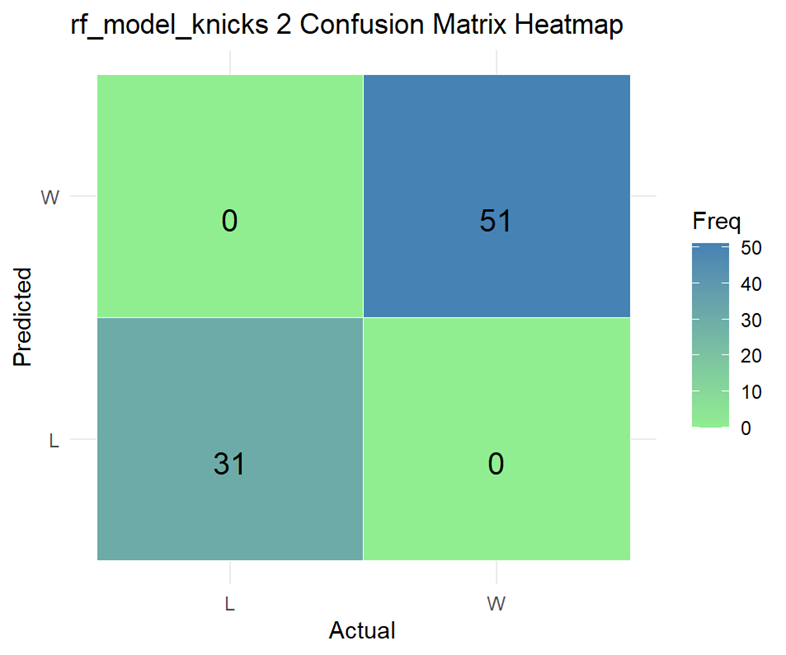 rf_model_knicks 2 Confusion Matrix Heatmap
W
0
51
L
31
0
L
W
Actual
Predicted
Freq
50
40
30
20
10
0